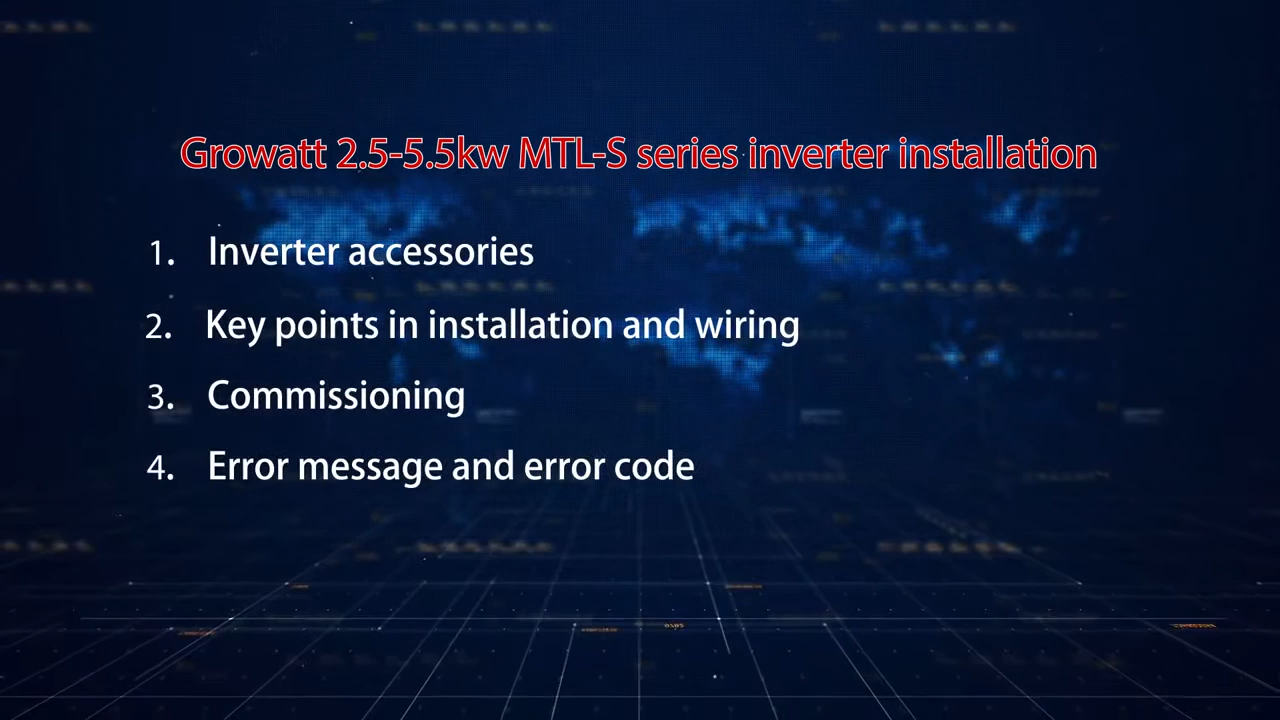 Growatt 2.5-5.5kw MTL-S series inverter installation
1. Inverter accessories
2. Key points in installation and wiring
3. Commissioning
4. Error message and error code